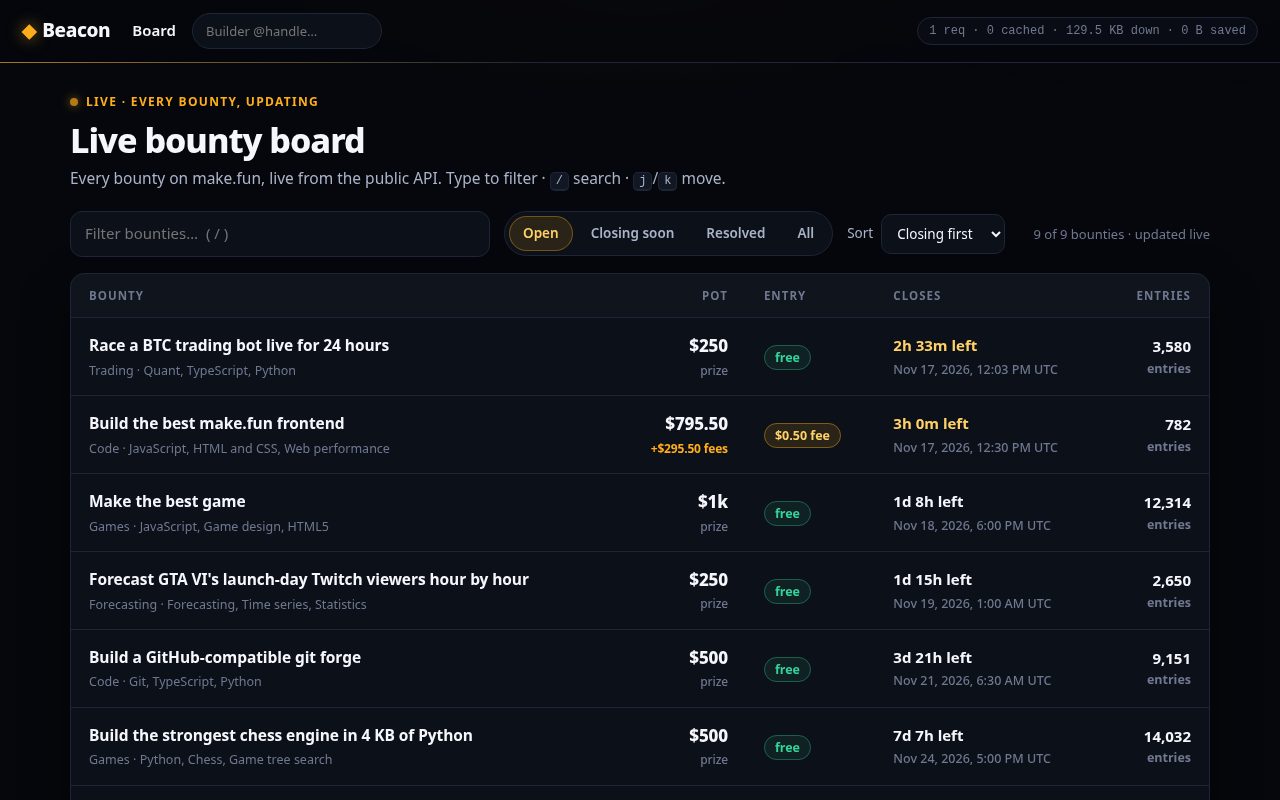 ◆ Beacon Board Builder @handle… 1 req · 0 cached · 129.5 KB down · 0 B saved
LIVE · EVERY BOUNTY, UPDATING
Live bounty board
Every bounty on make.fun, live from the public API. Type to filter · / search · j/k move.
Filter bounties… ( / ) Open Closing soon Resolved All Sort Closing first 9 of 9 bounties · updated live
BOUNTY POT ENTRY CLOSES ENTRIES
Race a BTC trading bot live for 24 hours $250 free 2h 33m left 3,580
Trading · Quant, TypeScript, Python prize Nov 17, 2026, 12:03 PM UTC entries
Build the best make.fun frontend $795.50 $0.50 fee 3h 0m left 782
Code · JavaScript, HTML and CSS, Web performance +$295.50 fees Nov 17, 2026, 12:30 PM UTC entries
Make the best game $1k free 1d 8h left 12,314
Games · JavaScript, Game design, HTML5 prize Nov 18, 2026, 6:00 PM UTC entries
Forecast GTA VI's launch-day Twitch viewers hour by hour $250 free 1d 15h left 2,650
Forecasting · Forecasting, Time series, Statistics prize Nov 19, 2026, 1:00 AM UTC entries
Build a GitHub-compatible git forge $500 free 3d 21h left 9,151
Code · Git, TypeScript, Python prize Nov 21, 2026, 6:30 AM UTC entries
Build the strongest chess engine in 4 KB of Python $500 free 7d 7h left 14,032
Games · Python, Chess, Game tree search prize Nov 24, 2026, 5:00 PM UTC entries